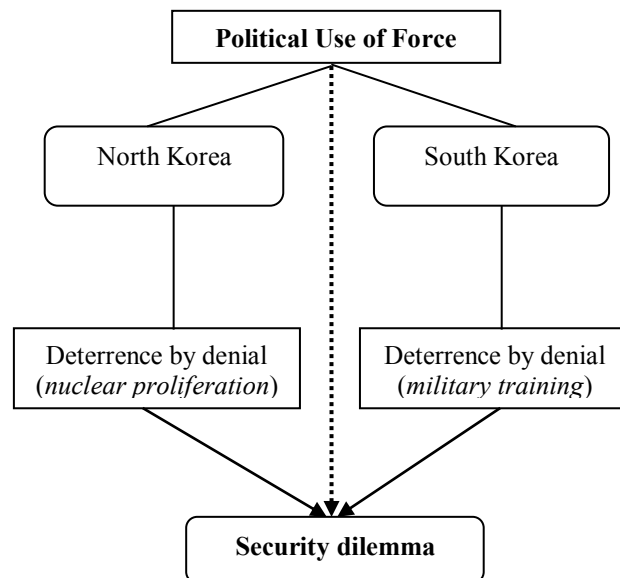 Political Use of Force
North Korea
South Korea
Deterrence by denial
(nuclear proliferation)
Deterrence by denial
(military training)
Security dilemma